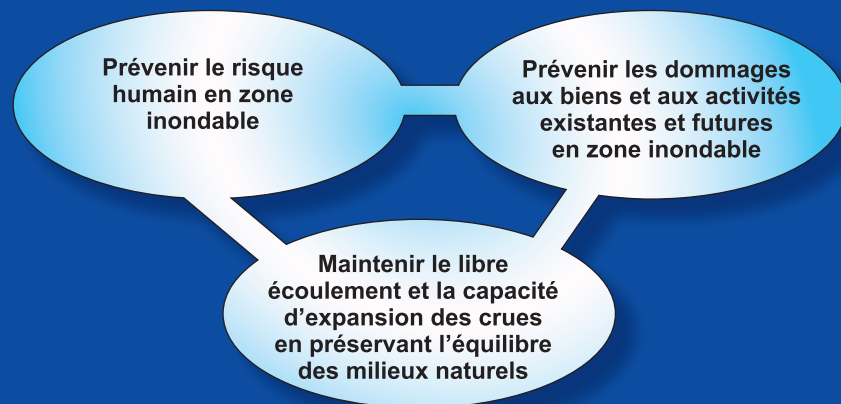 Prévenir le risque
humain en zone
inondable
Prévenir les dommages
aux biens et aux activités
existantes et futures
en zone inondable
Maintenir le libre
écoulement et la capacité
d'expansion des crues
en préservant l'équilibre
des milieux naturels